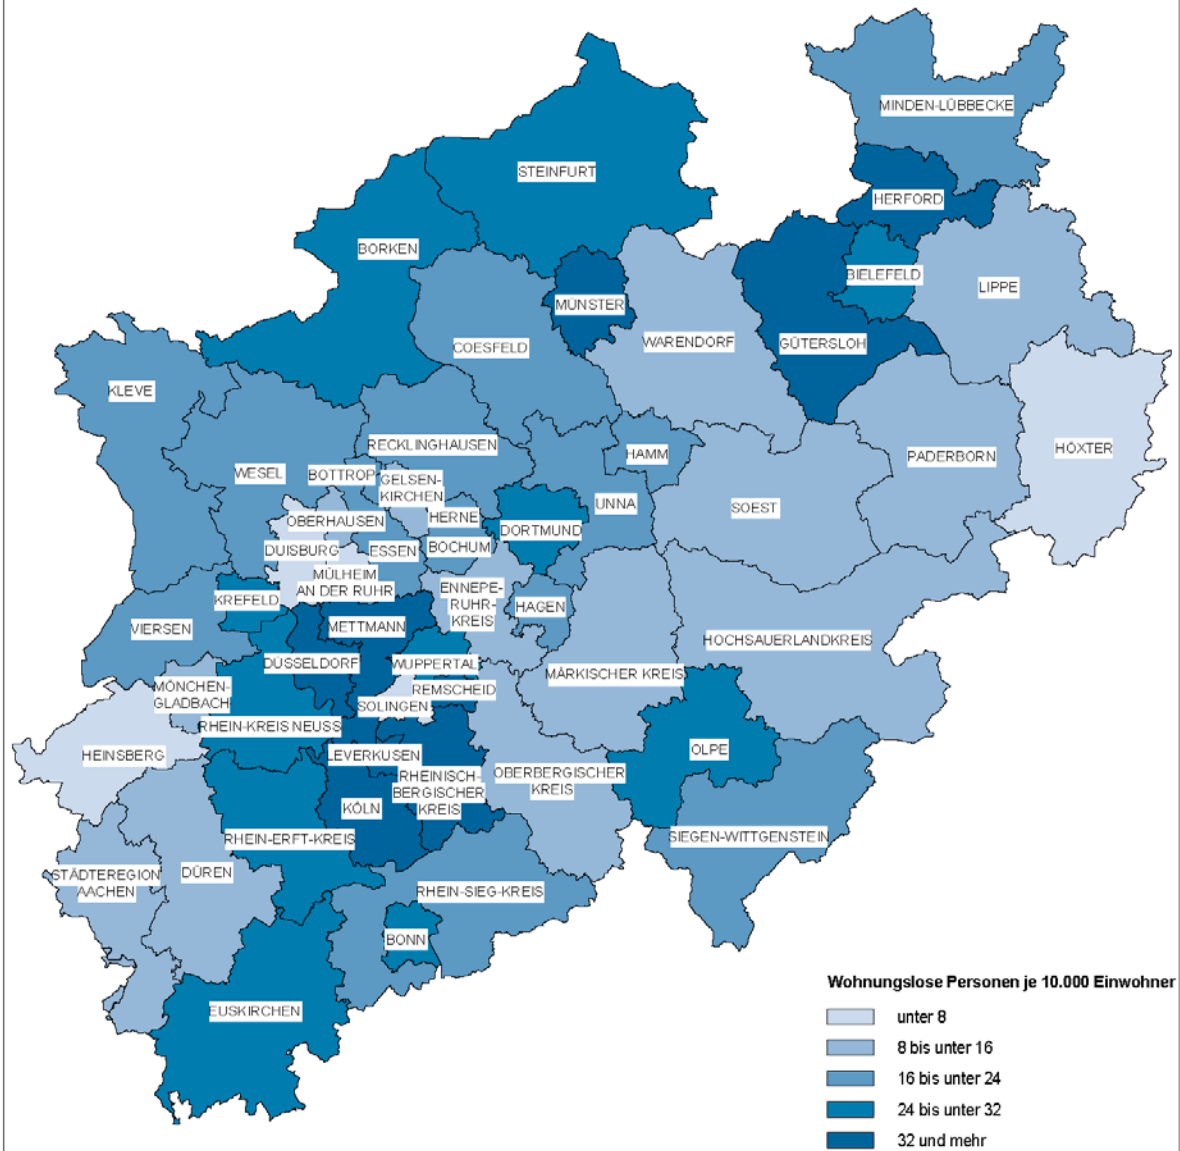 MINDEN-LÜBBECKE
STEINFURT
HERFORD
BORKEN
BIELEFELD
LIPPE
MÜNSTER
WARENDORF
GÜTERSLOH
COESFELD
KLEVE
RECKLINGHAUSEN
HAMM
HÖXTER
PADERBORN
WESEL
BOTTROP
GELSEN-
KIRCHEN
UNNA
SOEST
OBERHAUSEN
HERNE
DORTMUND
DUISBURG
ESSEN
BOCHUM
MÜLHEIM
AN DER RUHR
ENNEPE-
RUHR-
KREIS
KREFELD
HAGEN
VIERSEN
METTMANN
HOCHSAUERLANDKREIS
DÜSSELDORF
WUPPERTAL
MÄRKISCHER KREIS
MÖNCHEN-
GLADBACH
REMSCHEID
SOLINGEN
RHEIN-KREIS NEUSS
OLPE
HEINSBERG
LEVERKUSEN
OBERBERGISCHER
KREIS
RHEINISCH-
BERGISCHER
KREIS
KÖLN
RHEIN-ERFT-KREIS
SIEGEN-WITTGENSTEIN
STÄDTEREGION
AACHEN
DÜREN
RHEIN-SIEG-KREIS
BONN
EUSKIRCHEN
Wohnungslose Personen je 10.000 Einwohner
unter 8
8 bis unter 16
16 bis unter 24
24 bis unter 32
32 und mehr